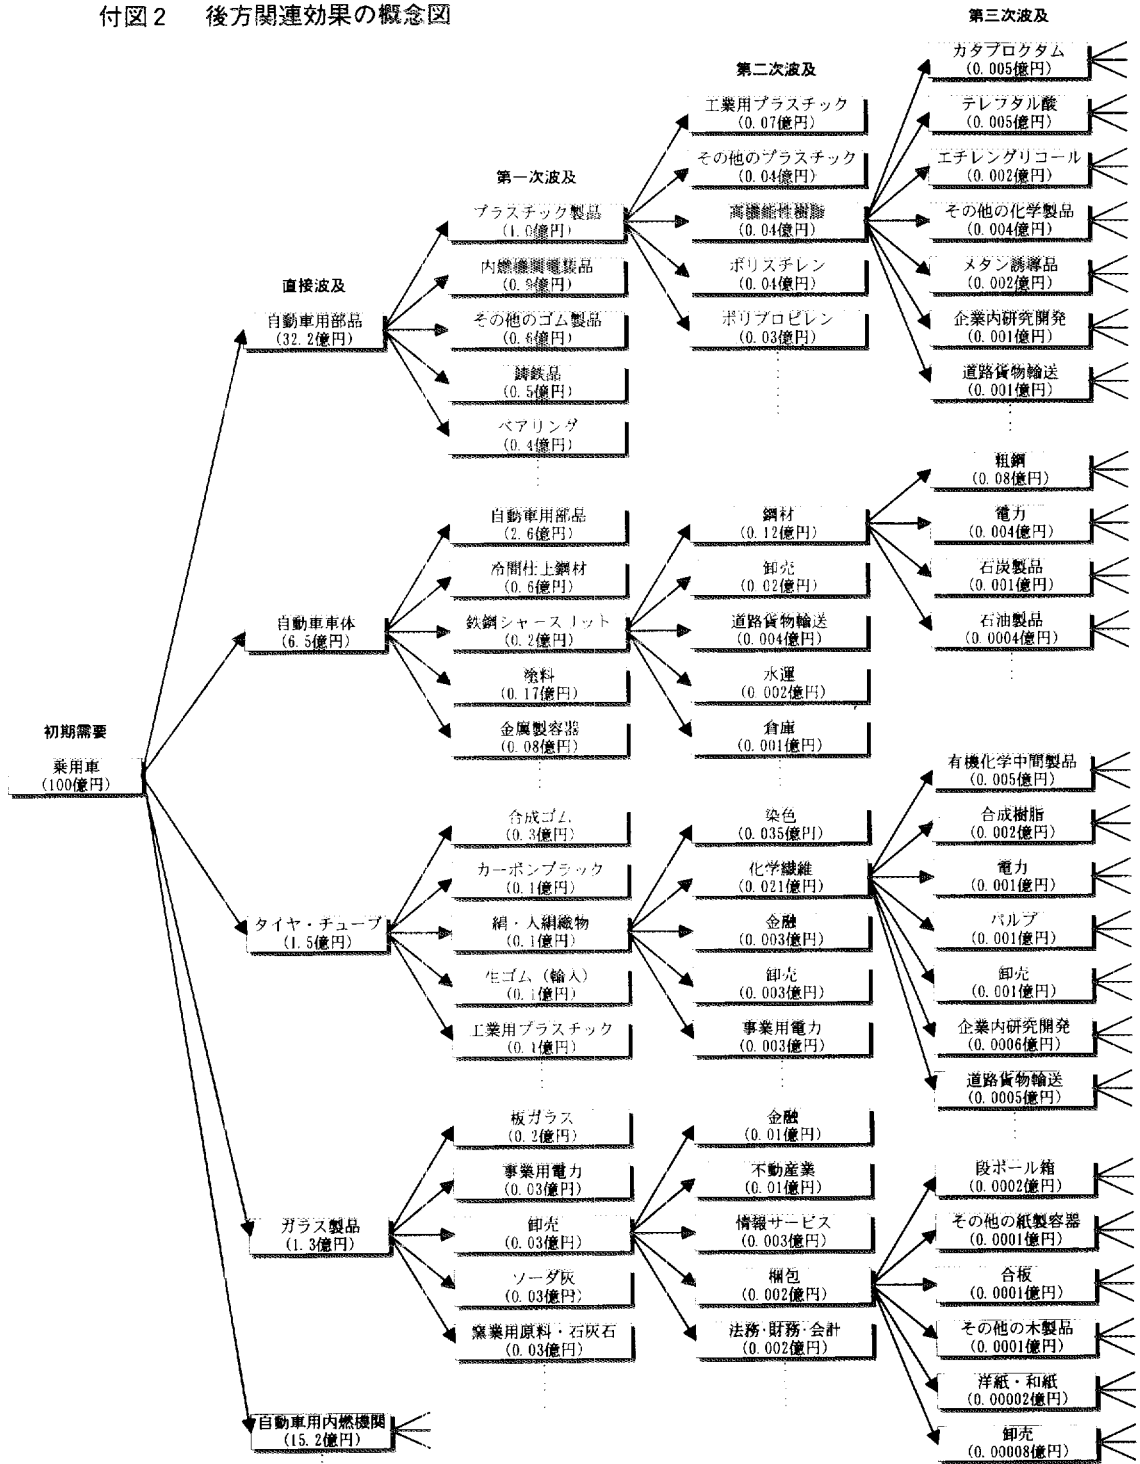 付図2 後方関連効果の概念図
初期需要
乗用車
(100億円)
直接波及
自動車用部品
(32.2億円)
自動車車体
(6.5億円)
タイヤ・チューブ
(1.5億円)
ガラス製品
(1.3億円)
自動車用内燃機関
(15.2億円)
第一次波及
プラスチック製品
(1.0億円)
内燃機関電装品
(0.9億円)
その他のゴム製品
(0.6億円)
鋳鉄品
(0.5億円)
ベアリング
(0.4億円)
自動車用部品
(2.6億円)
冷間仕上鋼材
(0.6億円)
鉄鋼シャースリット
(0.2億円)
塗料
(0.17億円)
金属製容器
(0.08億円)
合成ゴム
(0.3億円)
カーボンブラック
(0.1億円)
絹・人絹織物
(0.1億円)
生ゴム(輸入)
(0.1億円)
工業用プラスチック
(0.1億円)
板ガラス
(0.2億円)
事業用電力
(0.03億円)
卸売
(0.03億円)
ソーダ灰
(0.03億円)
窯業用原料・石灰石
(0.03億円)
第二次波及
工業用プラスチック
(0.07億円)
その他のプラスチック
(0.04億円)
高機能性樹脂
(0.04億円)
ポリスチレン
(0.04億円)
ポリプロピレン
(0.03億円)
鋼材
(0.12億円)
卸売
(0.02億円)
道路貨物輸送
(0.004億円)
水運
(0.002億円)
倉庫
(0.001億円)
染色
(0.035億円)
化学繊維
(0.021億円)
金融
(0.003億円)
卸売
(0.003億円)
事業用電力
(0.003億円)
金融
(0.01億円)
不動産業
(0.01億円)
情報サービス
(0.003億円)
梱包
(0.002億円)
法務・財務・会計
(0.002億円)
第三次波及
カタプロクタム
(0.005億円)
テレフタル酸
(0.005億円)
エチレングリコール
(0.002億円)
その他の化学製品
(0.004億円)
メタン誘導品
(0.002億円)
企業内研究開発
(0.001億円)
道路貨物輸送
(0.001億円)
粗鋼
(0.08億円)
電力
(0.004億円)
石炭製品
(0.001億円)
石油製品
(0.0004億円)
有機化学中間製品
(0.005億円)
合成樹脂
(0.002億円)
電力
(0.001億円)
パルプ
(0.001億円)
卸売
(0.001億円)
企業内研究開発
(0.0006億円)
道路貨物輸送
(0.0005億円)
段ボール箱
(0.0002億円)
その他の紙製容器
(0.0001億円)
合板
(0.0001億円)
その他の木製品
(0.0001億円)
洋紙・和紙
(0.00002億円)
卸売
(0.00008億円)